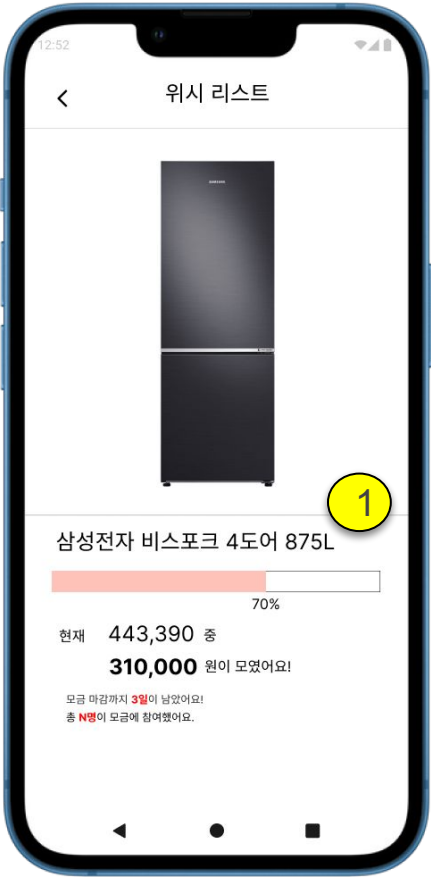 12:52
위시 리스트
SAMSUNG
1
삼성전자 비스포크 4도어 875L
70%
현재 443,390 중
310,000 원이 모였어요!
모금 마감까지 3일이 남았어요!
총 N명이 모금에 참여했어요.